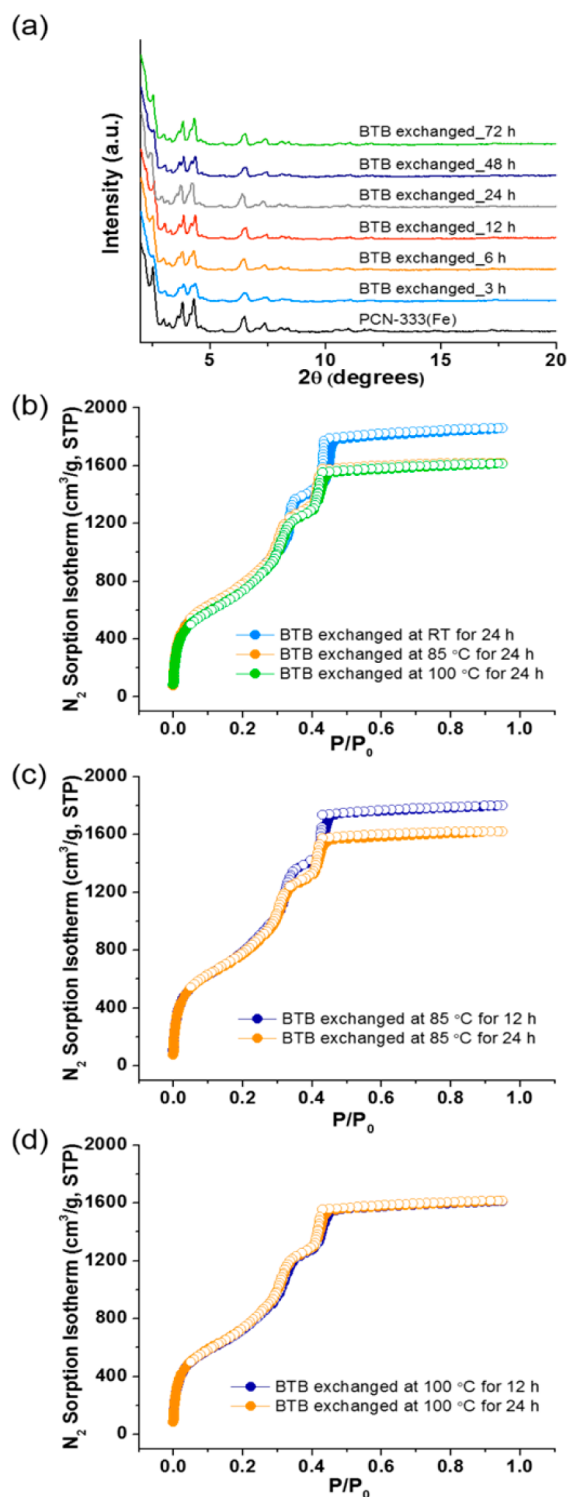 (a)
Intensity (a.u.)
BTB exchanged_72 h
BTB exchanged_48 h
BTB exchanged_24 h
BTB exchanged_12 h
BTB exchanged_6 h
BTB exchanged_3 h
PCN-333(Fe)
5 10 15 20
2θ (degrees)
(b)
N₂ Sorption Isotherm (cm³/g, STP)
2000
1600
1200
800
400
0
BTB exchanged at RT for 24 h
BTB exchanged at 85 °C for 24 h
BTB exchanged at 100 °C for 24 h
0.0 0.2 0.4 0.6 0.8 1.0
P/P₀
(c)
N₂ Sorption Isotherm (cm³/g, STP)
2000
1600
1200
800
400
0
BTB exchanged at 85 °C for 12 h
BTB exchanged at 85 °C for 24 h
0.0 0.2 0.4 0.6 0.8 1.0
P/P₀
(d)
N₂ Sorption Isotherm (cm³/g, STP)
2000
1600
1200
800
400
0
BTB exchanged at 100 °C for 12 h
BTB exchanged at 100 °C for 24 h
0.0 0.2 0.4 0.6 0.8 1.0
P/P₀